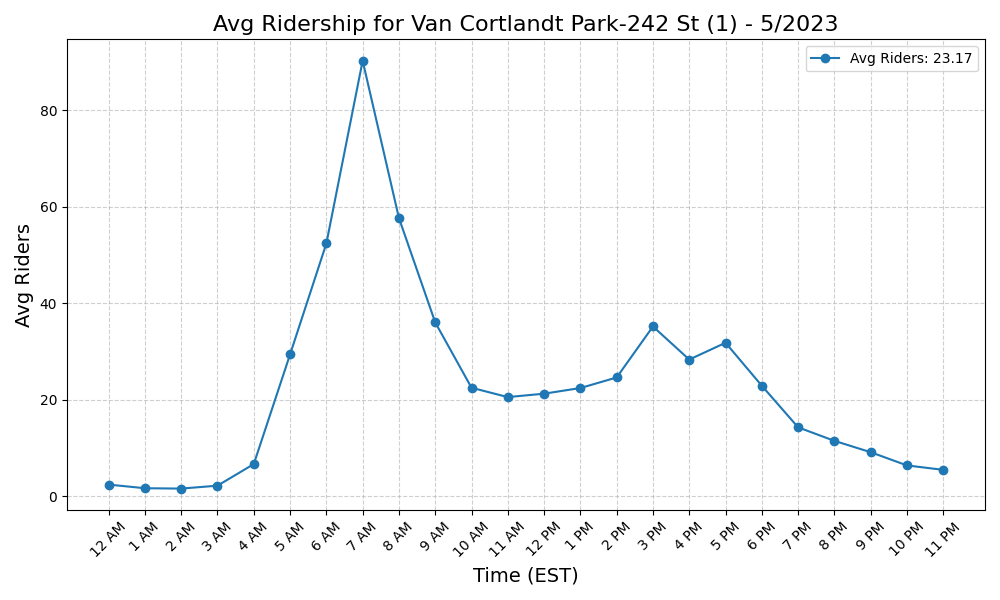 Avg Ridership for Van Cortlandt Park-242 St (1) - 5/2023
Avg Riders: 23.17
Avg Riders
80
60
40
20
0
12 AM
1 AM
2 AM
3 AM
4 AM
5 AM
6 AM
7 AM
8 AM
9 AM
10 AM
11 AM
12 PM
1 PM
2 PM
3 PM
4 PM
5 PM
6 PM
7 PM
8 PM
9 PM
10 PM
11 PM
Time (EST)